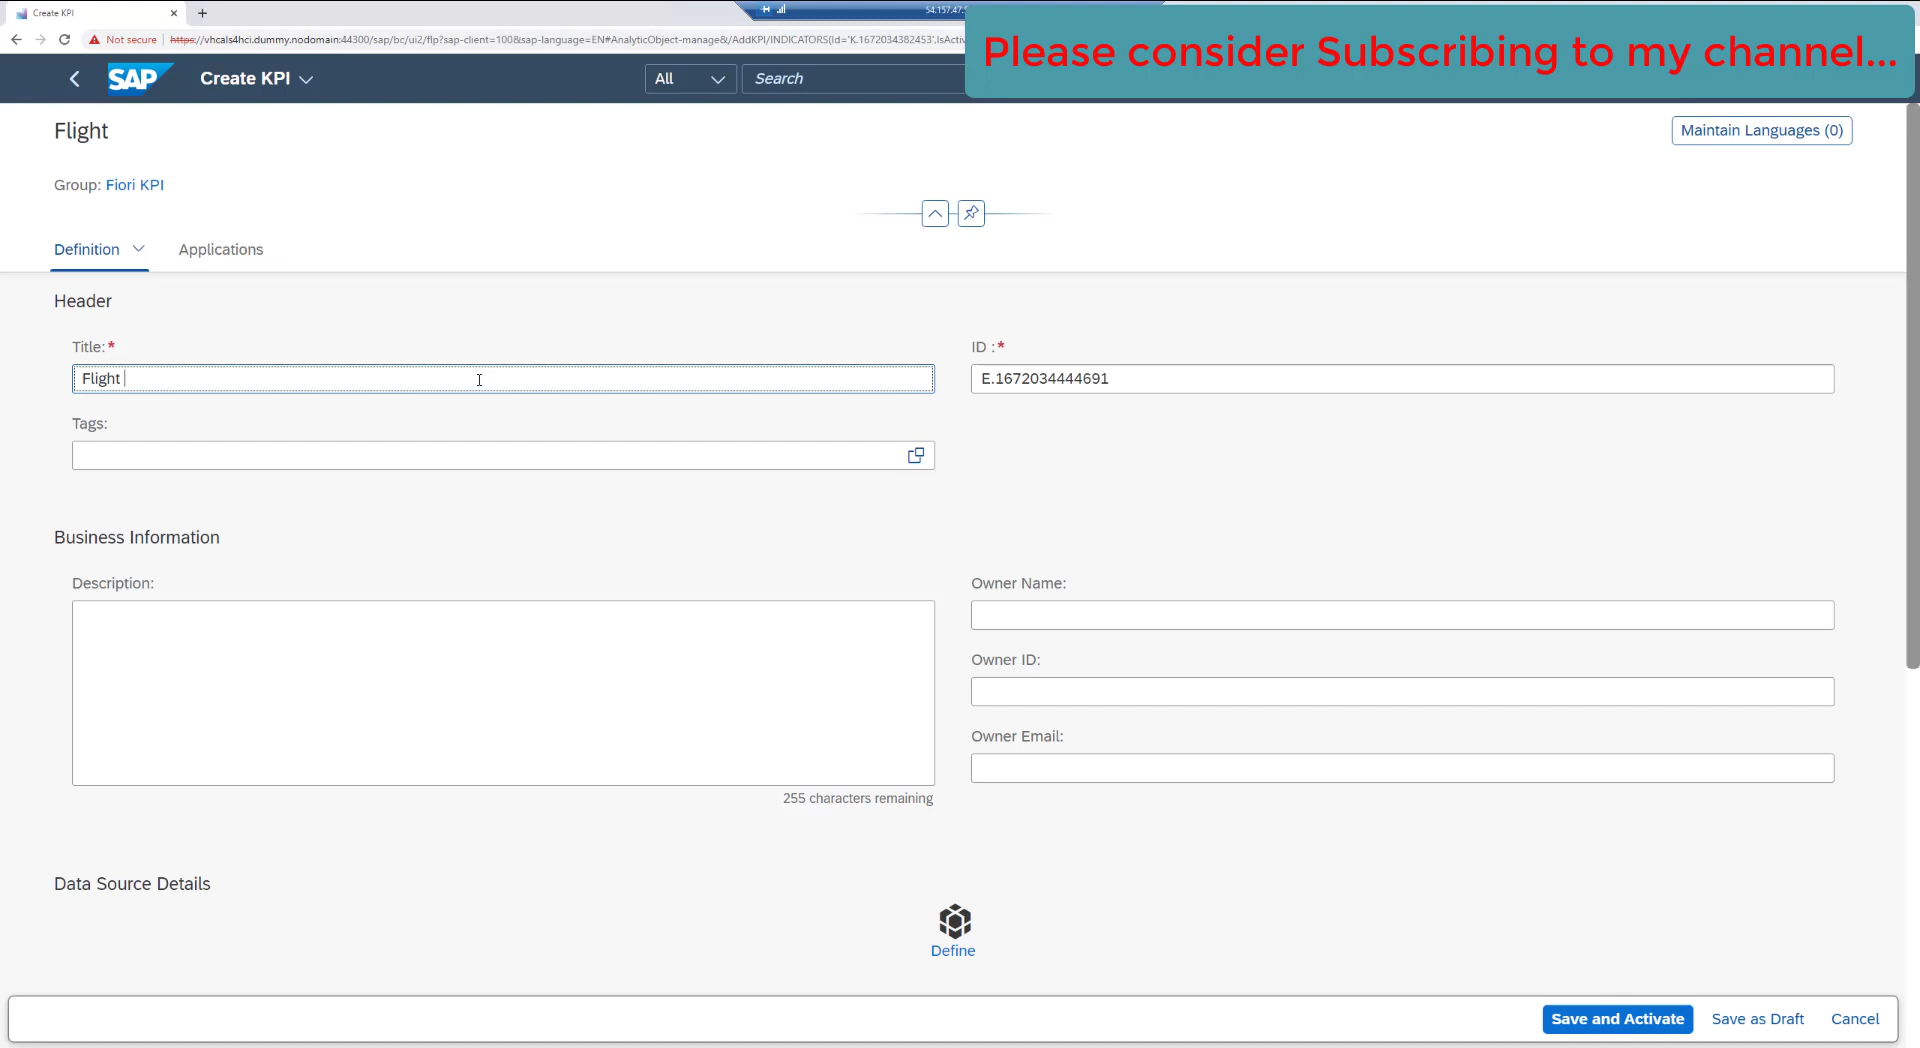 Create KPI
54.157.47.
Please consider Subscribing to my channel...
Not secure https://vhcals4hci.dummy.nodomain:44300/sap/bc/ui2/flp?sap-client=100&sap-language=EN#AnalyticObject-manage&/AddKPI/INDICATORS(Id='K.1672034382453',IsActiv
SAP Create KPI All Search
Flight
Maintain Languages (0)
Group: Fiori KPI
Definition Applications
Header
Title:* ID :*
Flight E.1672034444691
Tags:
Business Information
Description: Owner Name:
Owner ID:
Owner Email:
255 characters remaining
Data Source Details
Define
Save and Activate Save as Draft Cancel